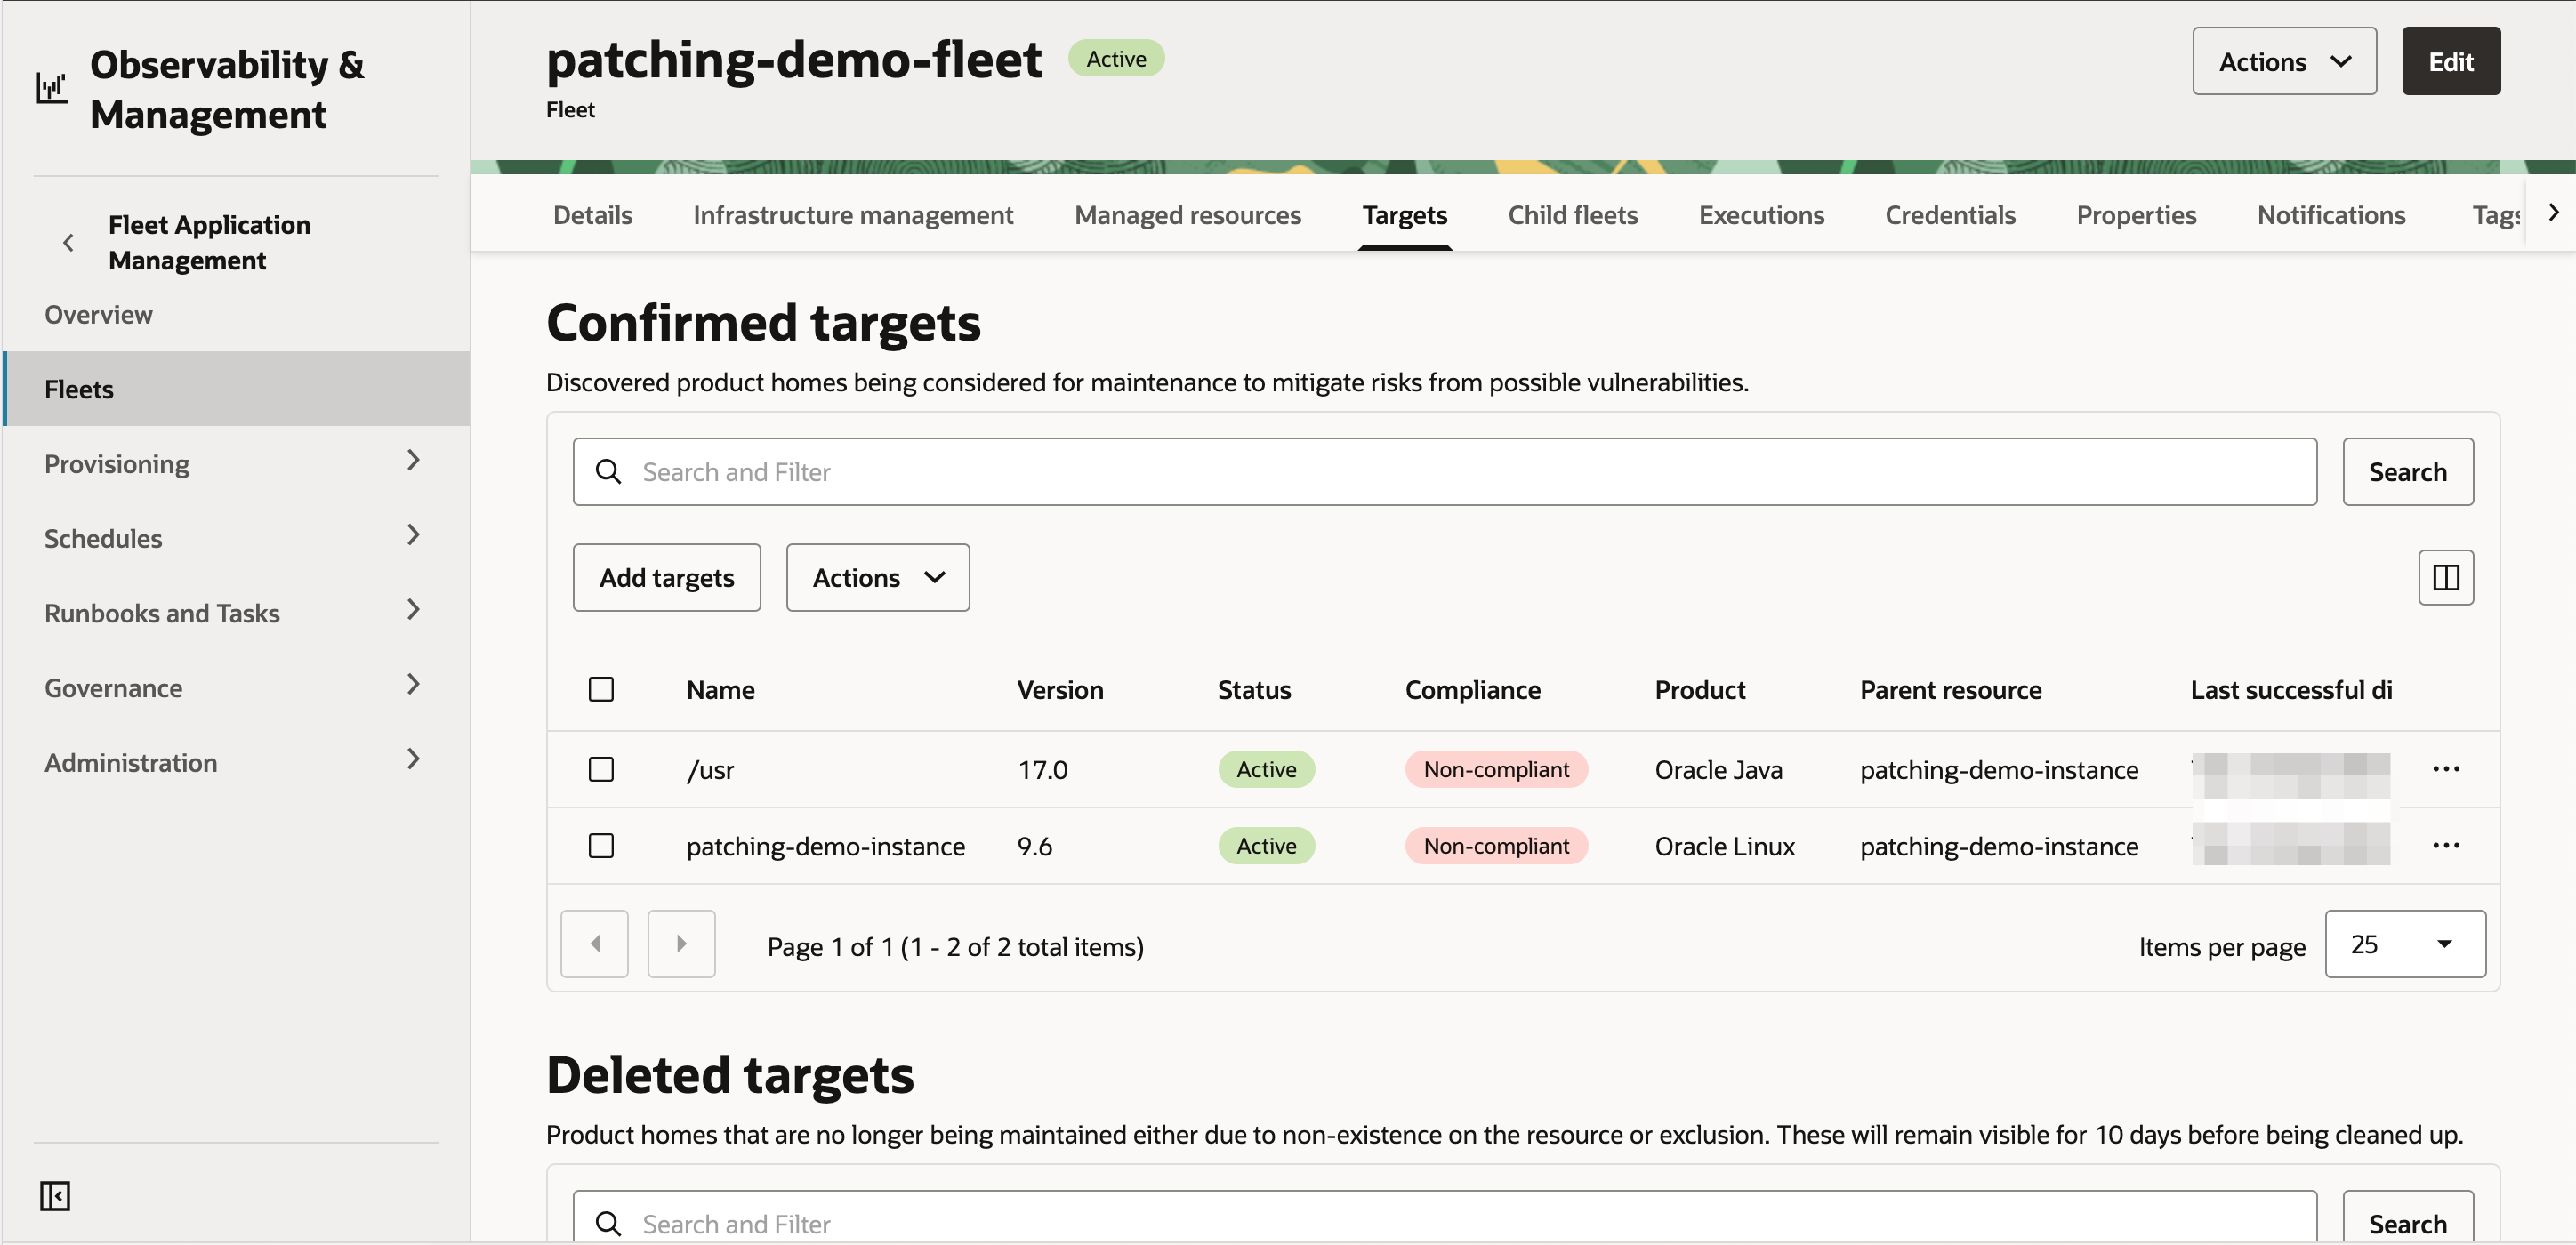 Observability &
Management
Fleet Application
Management
Overview
Fleets
Provisioning
Schedules
Runbooks and Tasks
Governance
Administration
patching-demo-fleet Active
Fleet
Actions Edit
Details Infrastructure management Managed resources Targets Child fleets Executions Credentials Properties Notifications Tags
Confirmed targets
Discovered product homes being considered for maintenance to mitigate risks from possible vulnerabilities.
Search and Filter Search
Add targets Actions
Name Version Status Compliance Product Parent resource Last successful di
/usr 17.0 Active Non-compliant Oracle Java patching-demo-instance
patching-demo-instance 9.6 Active Non-compliant Oracle Linux patching-demo-instance
Page 1 of 1 (1 - 2 of 2 total items) Items per page 25
Deleted targets
Product homes that are no longer being maintained either due to non-existence on the resource or exclusion. These will remain visible for 10 days before being cleaned up.
Search and Filter Search